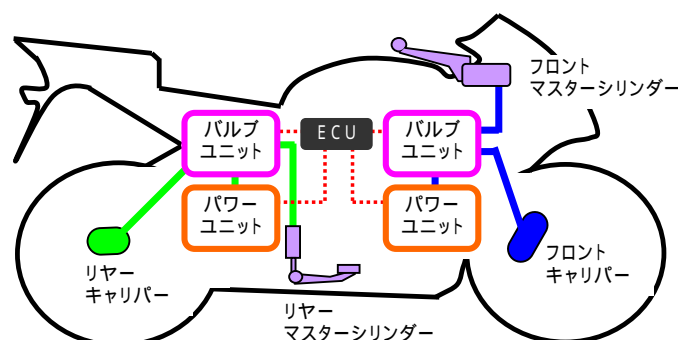 フロント
マスターシリンダー
バルブ
ユニット
ECU
バルブ
ユニット
パワー
ユニット
パワー
ユニット
リヤー
キャリパー
フロント
キャリパー
リヤー
マスターシリンダー